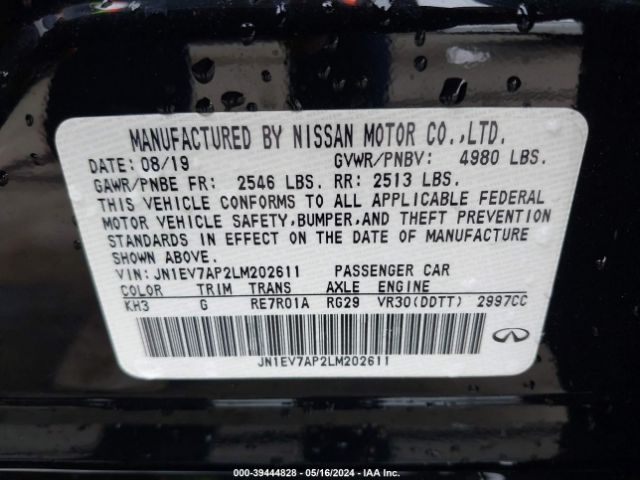 MANUFACTURED BY NISSAN MOTOR CO.,LTD.
DATE: 08/19 GVWR/PNBV: 4980 LBS.
GAWR/PNBE FR: 2546 LBS. RR: 2513 LBS.
THIS VEHICLE CONFORMS TO ALL APPLICABLE FEDERAL
MOTOR VEHICLE SAFETY,BUMPER,AND THEFT PREVENTION
STANDARDS IN EFFECT ON THE DATE OF MANUFACTURE
SHOWN ABOVE.
VIN: JN1EV7AP2LM202611 PASSENGER CAR
COLOR TRIM TRANS AXLE ENGINE
KH3 G RE7R01A RG29 VR30(DDTT) 2997CC
JN1EV7AP2LM202611
000-39444828 - 05/16/2024 - IAA Inc.